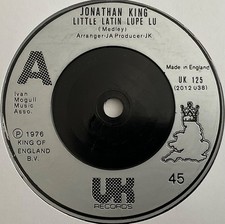 JONATHAN KING
LITTLE LATIN LUPE LU
(Medley)
Arranger-JA Producer-JK
A
Made in England
UK 125
(2012 038)
Ivan
Mogull
Music
Asso.
Ⓟ 1976
KING OF
ENGLAND
B.V.
45
UK
RECORDS